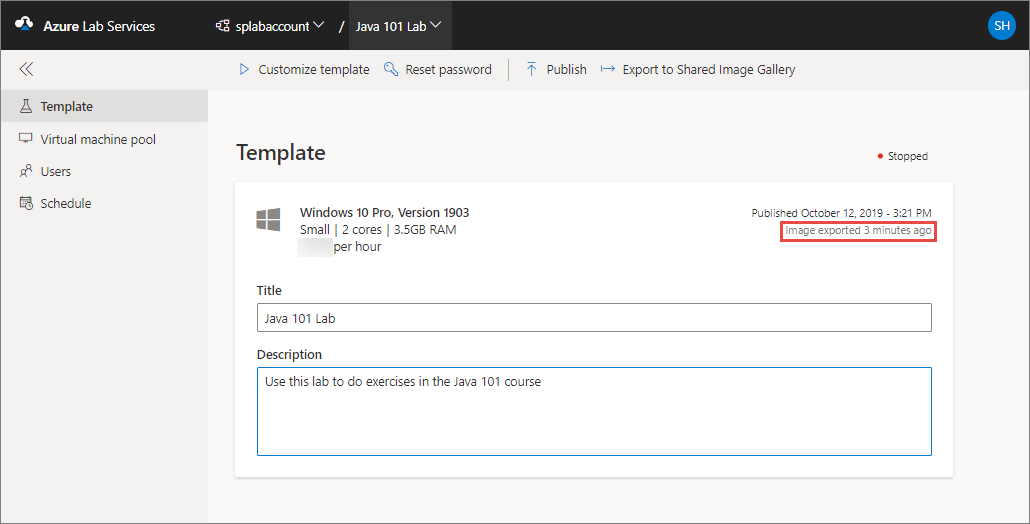 Azure Lab Services
splabaccount / Java 101 Lab
SH
Customize template Reset password Publish Export to Shared Image Gallery
Template
Virtual machine pool
Users
Schedule
Template
Stopped
Windows 10 Pro, Version 1903
Small | 2 cores | 3.5GB RAM
per hour
Published October 12, 2019 - 3:21 PM
Image exported 3 minutes ago
Title
Java 101 Lab
Description
Use this lab to do exercises in the Java 101 course